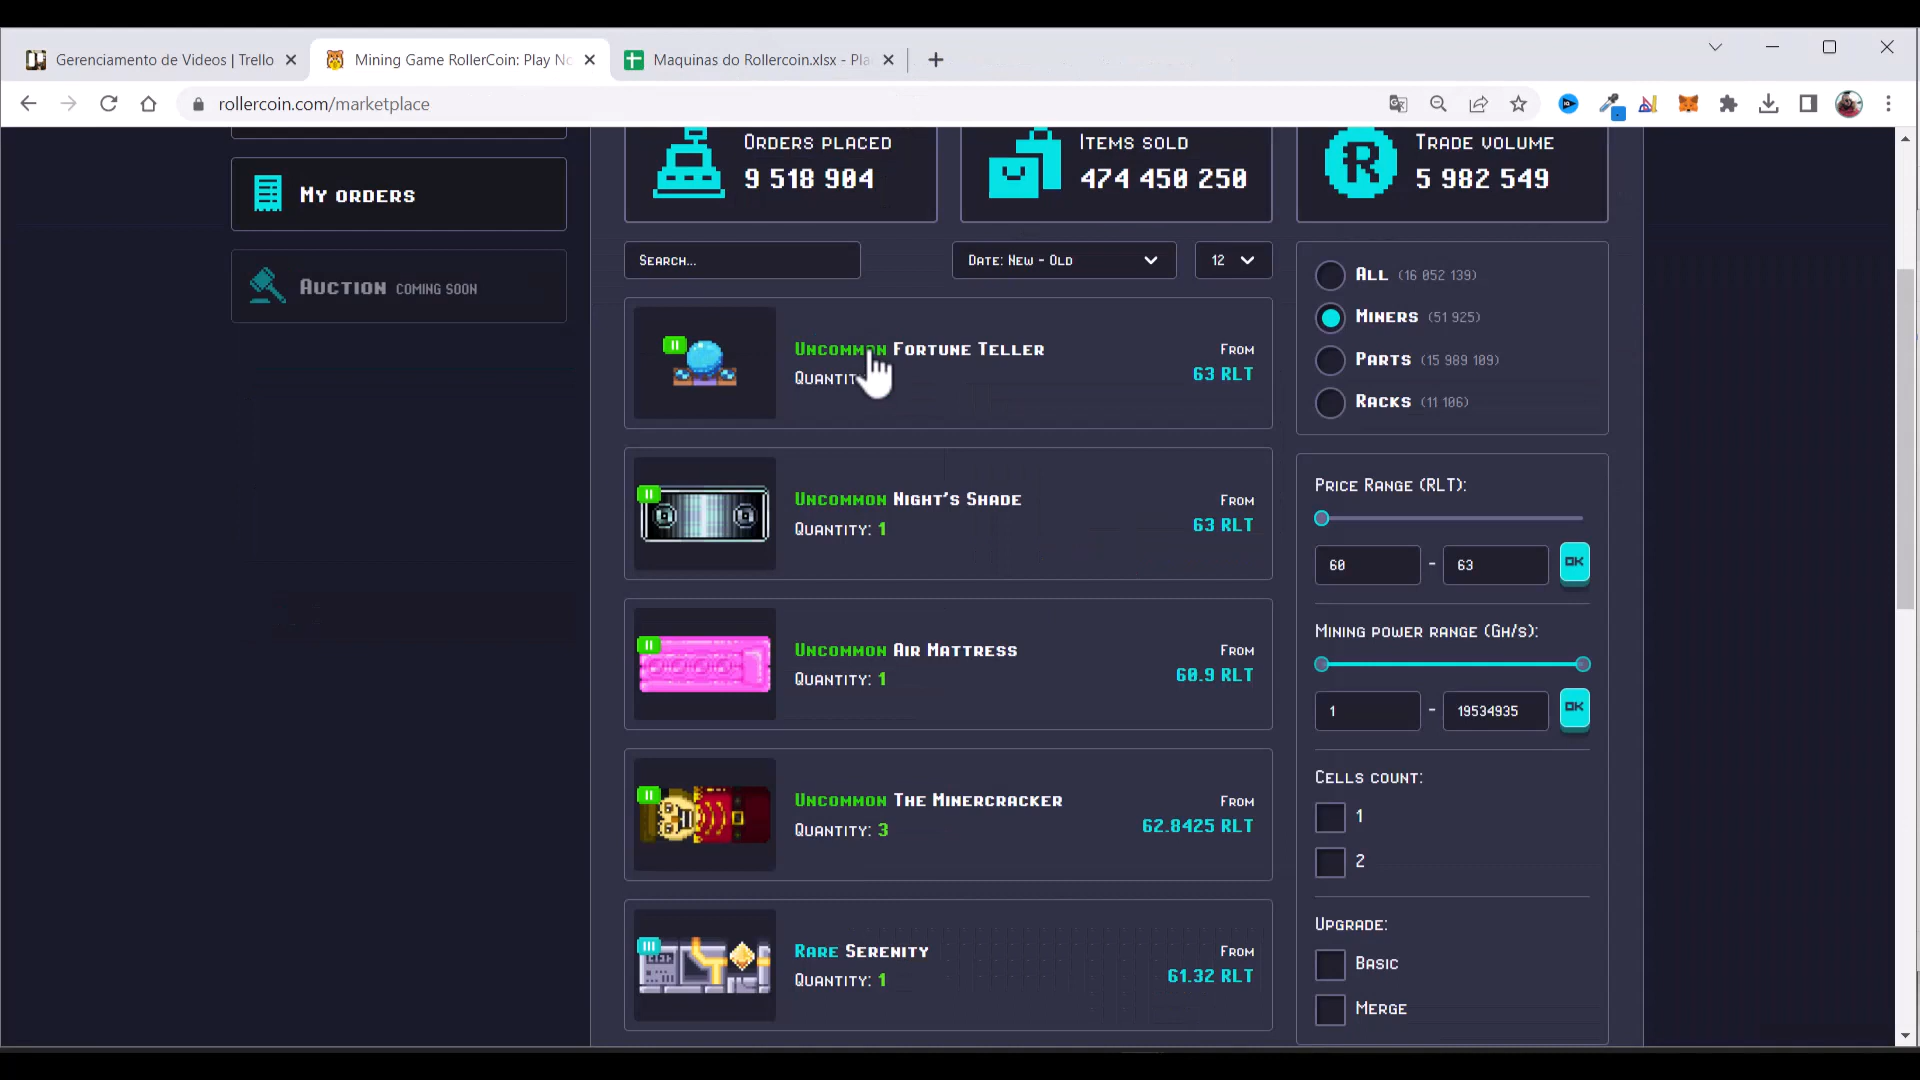 Gerenciamento de Videos | Trello
Mining Game RollerCoin: Play No
Maquinas do Rollercoin.xlsx - Pla
rollercoin.com/marketplace
Orders placed
9 518 904
Items sold
474 450 250
Trade volume
5 982 549
My orders
Auction coming soon
Search...
Date: New - Old
12
Uncommon Fortune Teller
From
63 RLT
Uncommon Night's Shade
Quantity: 1
From
63 RLT
Uncommon Air Mattress
Quantity: 1
From
60.9 RLT
Uncommon The Minercracker
Quantity: 3
From
62.8425 RLT
Rare Serenity
Quantity: 1
From
61.32 RLT
All (16 052 139)
Miners (51 925)
Parts (15 989 109)
Racks (11 106)
Price Range (RLT):
60 - 63 OK
Mining power range (Gh/s):
1 - 19534935 OK
Cells count:
1
2
Upgrade:
Basic
Merge